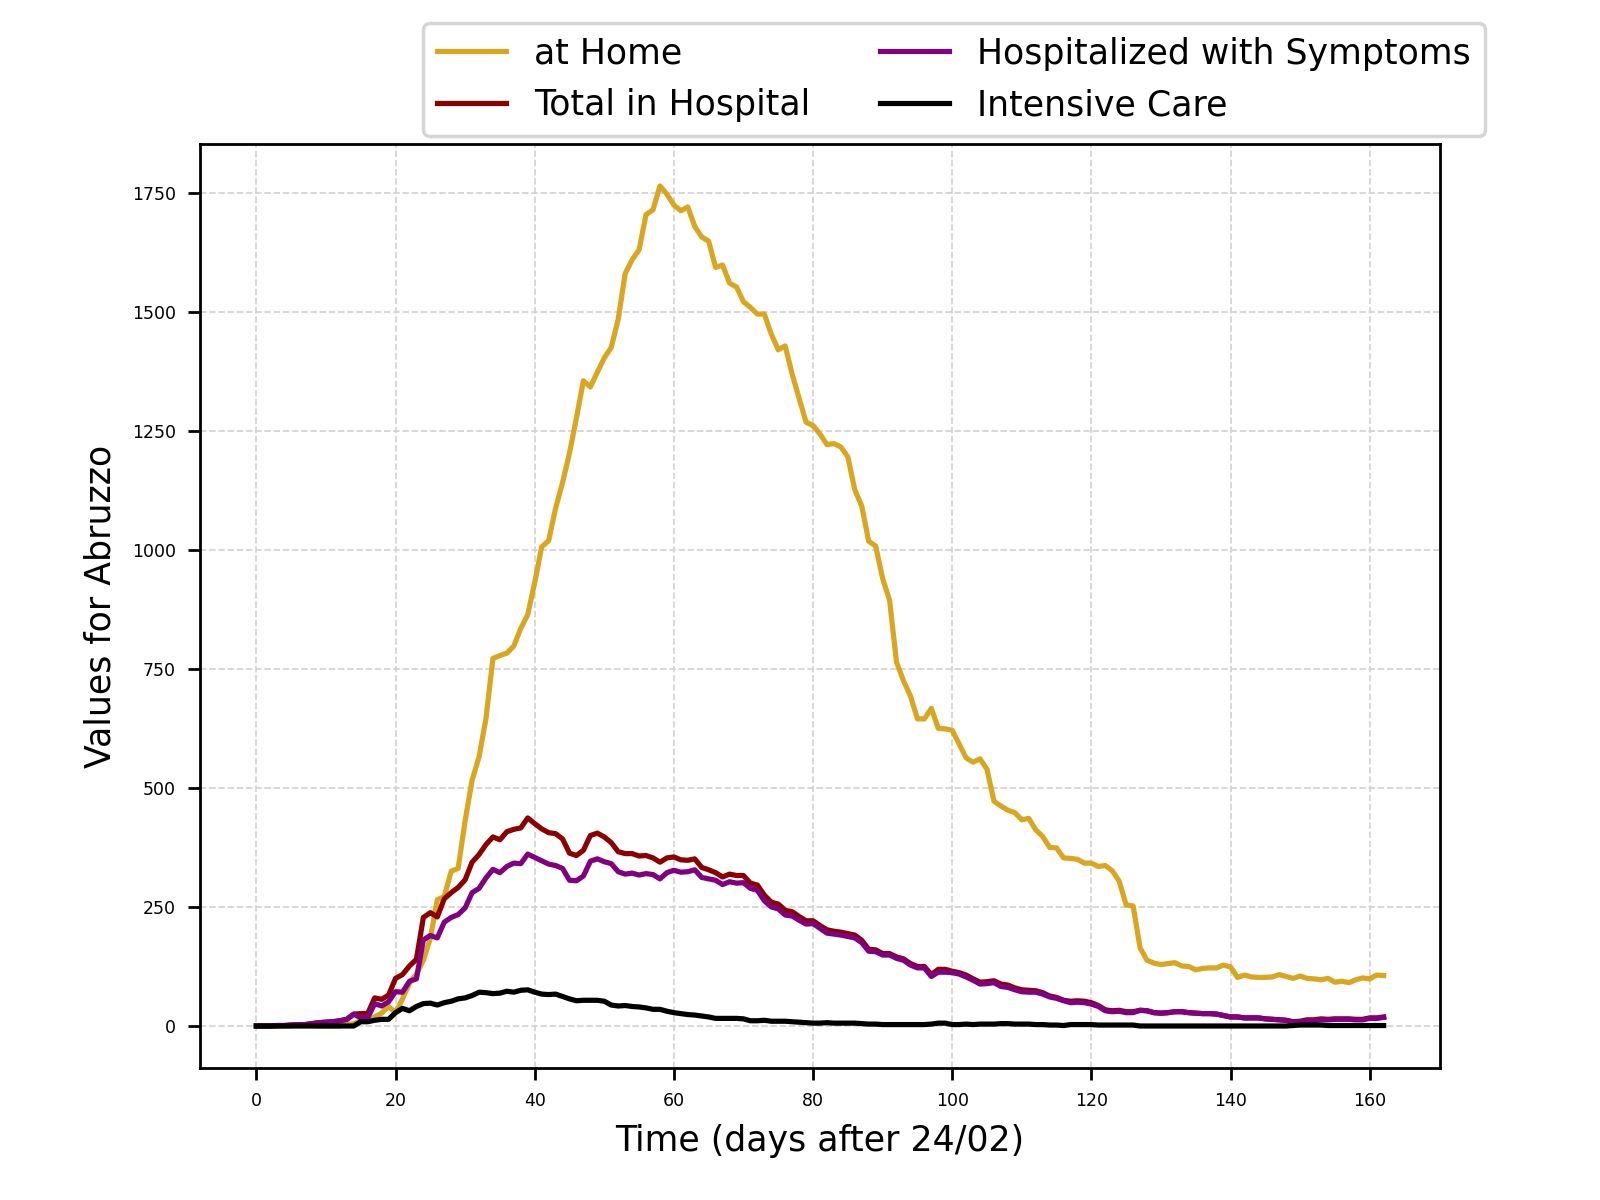 at Home
Total in Hospital
Hospitalized with Symptoms
Intensive Care
1750
1500
1250
1000
750
500
250
0
Values for Abruzzo
0 20 40 60 80 100 120 140 160
Time (days after 24/02)